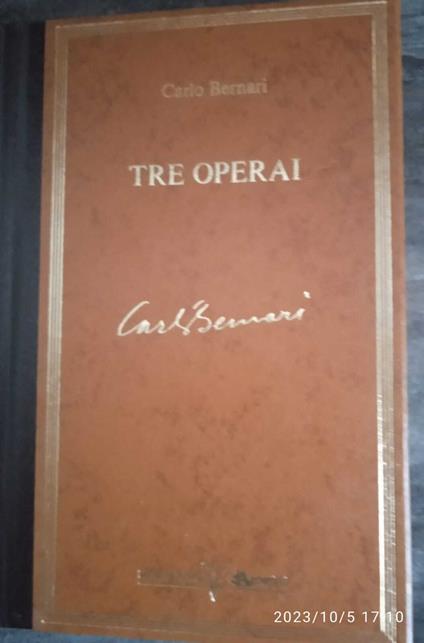 Carlo Bernari
TRE OPERAI
Carlo Bernari
2023/10/5 17:10